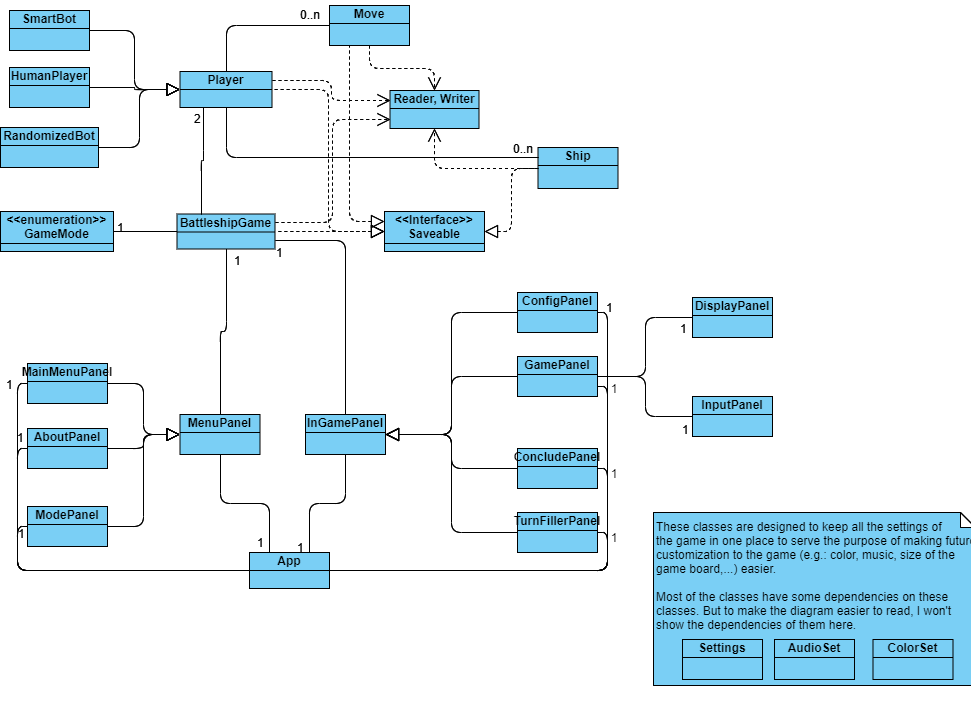 SmartBot
0..n
Move
HumanPlayer
Player
Reader, Writer
2
RandomizedBot
0..n
Ship
<<enumeration>>
GameMode
1
BattleshipGame
<<Interface>>
Saveable
1
1
ConfigPanel
1
DisplayPanel
1
MainMenuPanel
1
GamePanel
1
InputPanel
1
MenuPanel
InGamePanel
AboutPanel
1
ConcludePanel
1
ModePanel
1
TurnFillerPanel
1
1
1
App
These classes are designed to keep all the settings of
the game in one place to serve the purpose of making future
customization to the game (e.g.: color, music, size of the
game board,...) easier.
Most of the classes have some dependencies on these
classes. But to make the diagram easier to read, I won't
show the dependencies of them here.
Settings
AudioSet
ColorSet